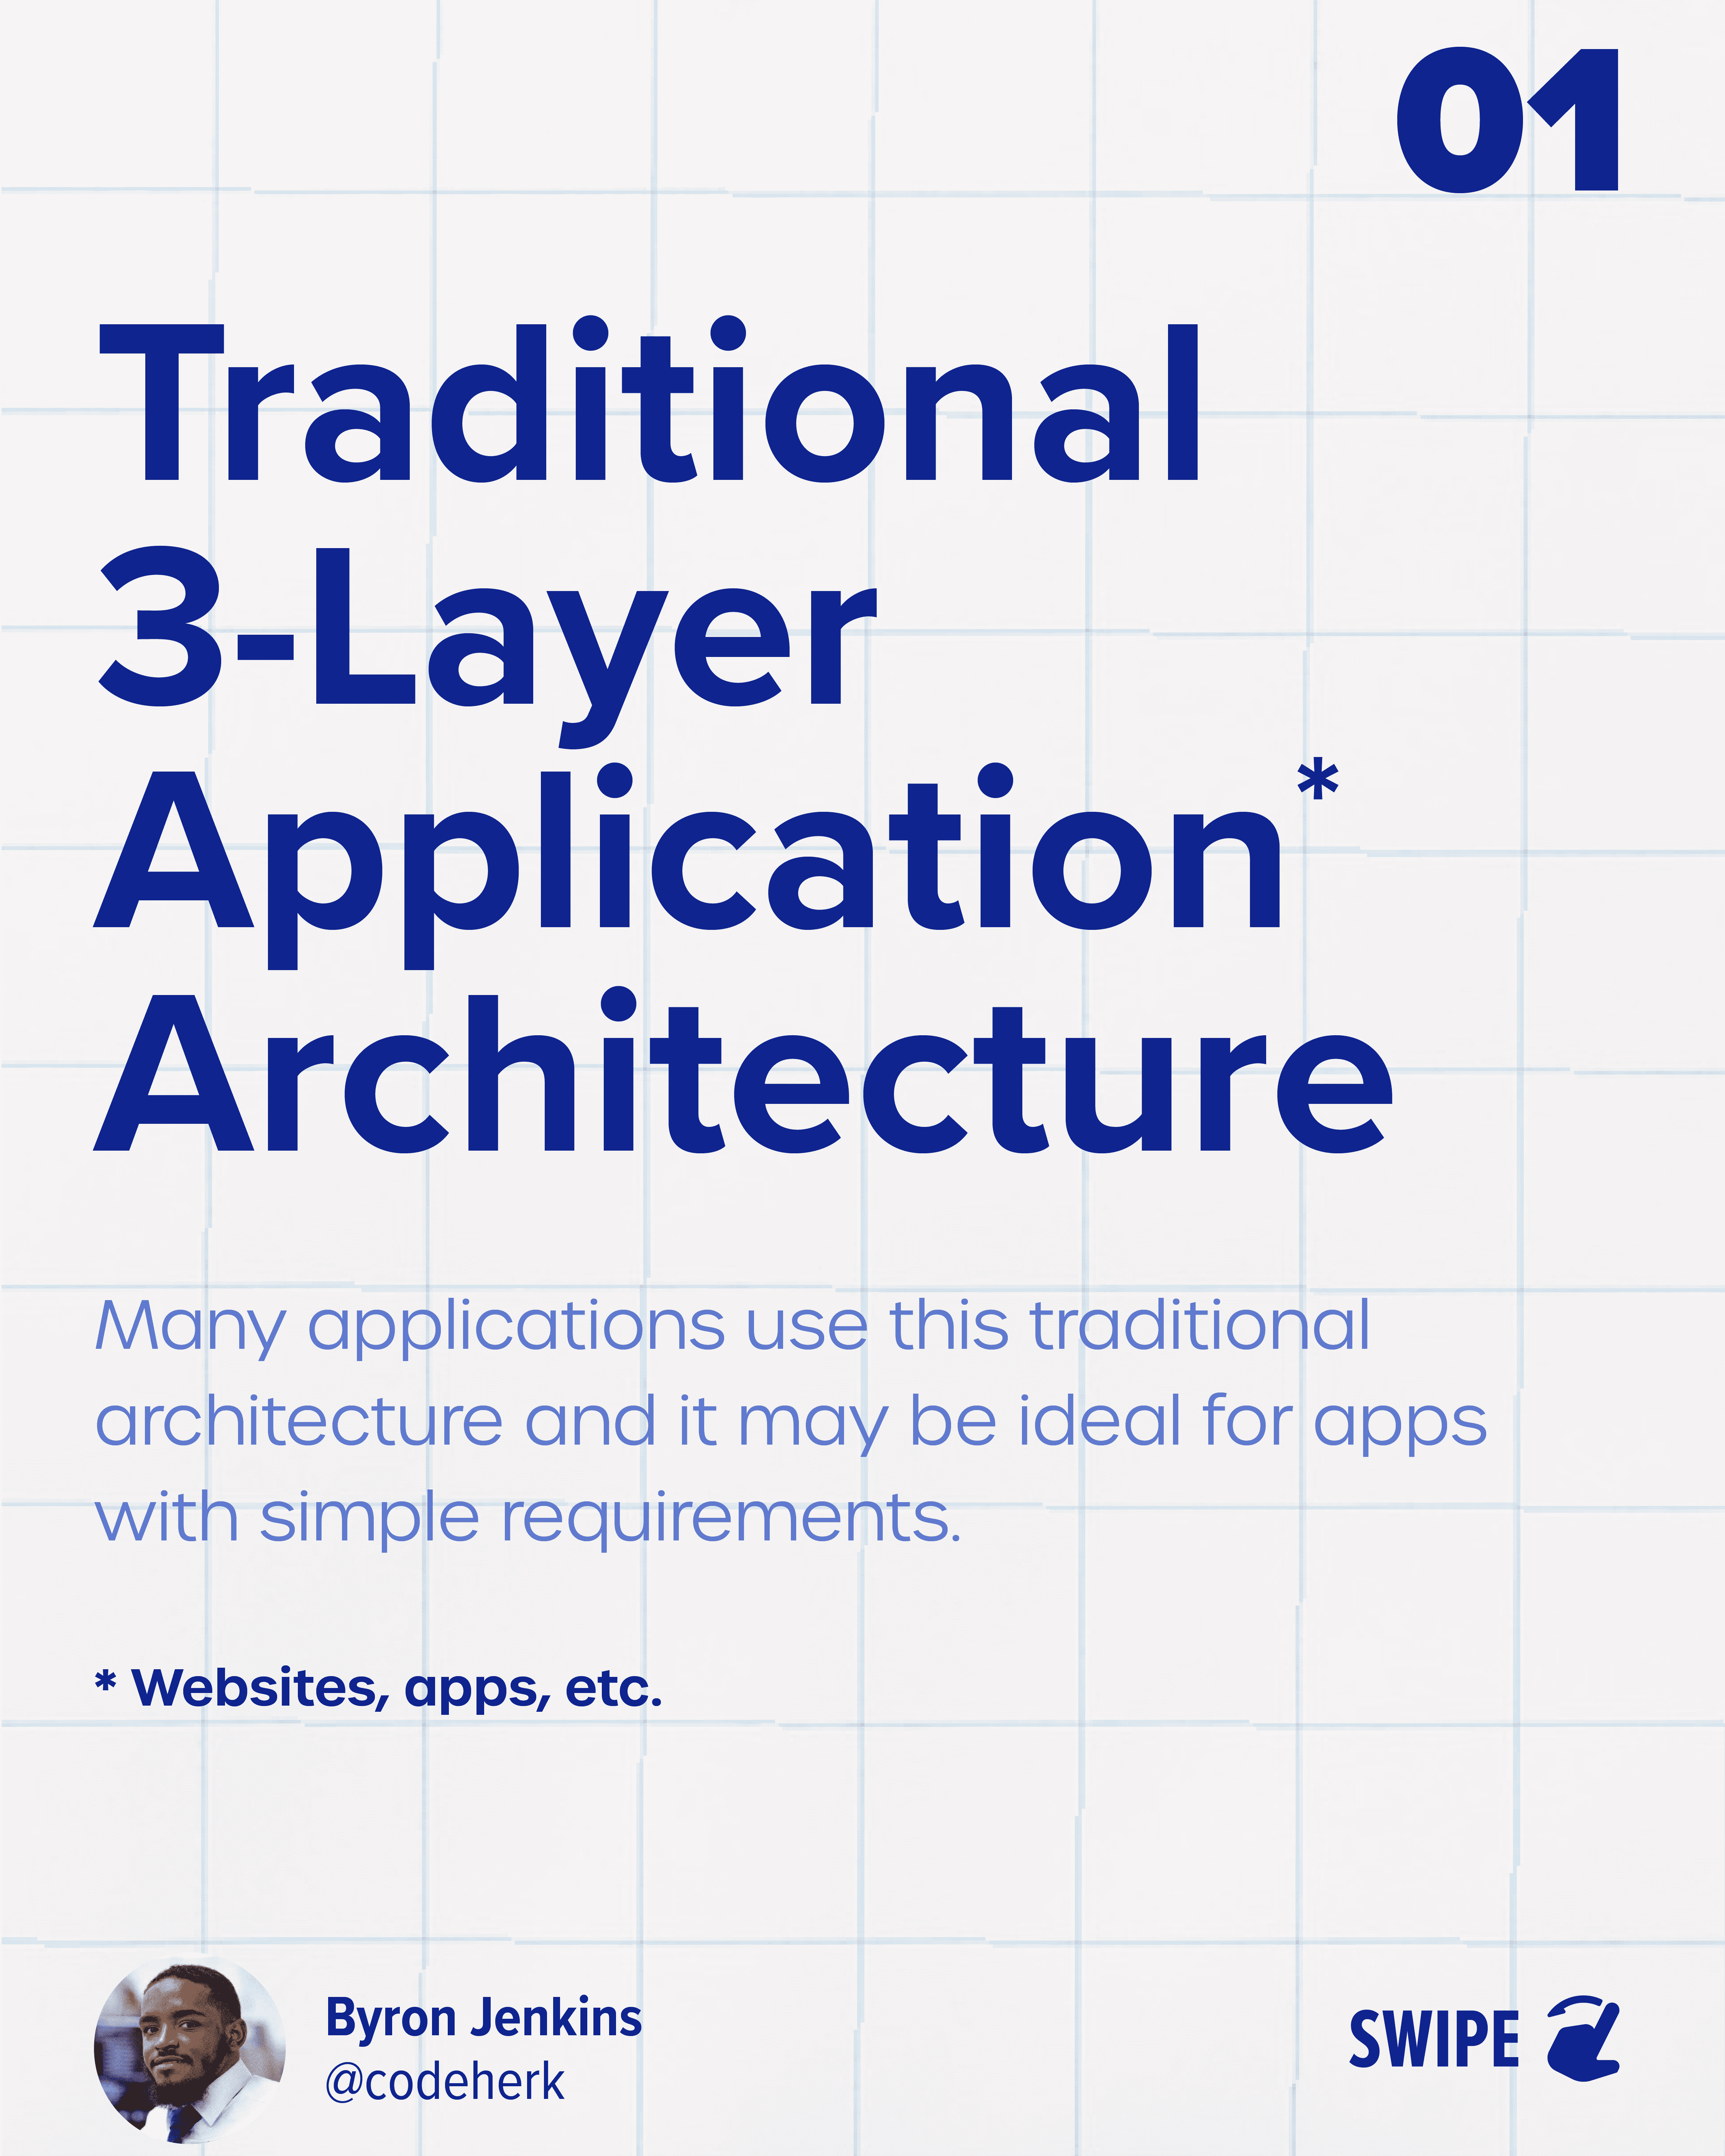 01
Traditional
3-Layer
Application*
Architecture
Many applications use this traditional
architecture and it may be ideal for apps
with simple requirements.
* Websites, apps, etc.
Byron Jenkins
@codeherk
SWIPE